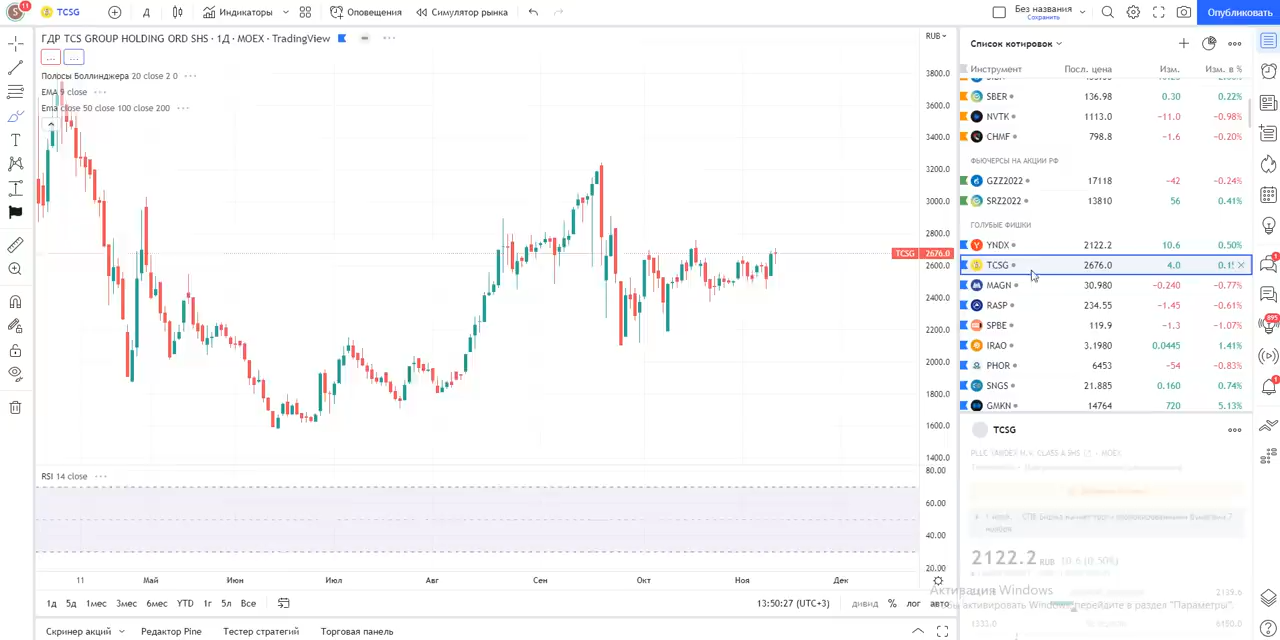 11
TCSG
Д
Индикаторы
Оповещения
Симулятор рынка
Без названия
Сохранить
Опубликовать
ГДР TCS GROUP HOLDING ORD SHS · 1Д · MOEX · TradingView
RUB
Полосы Боллинджера 20 close 2 0
EMA 9 close
Ema close 50 close 100 close 200
3800.0
3600.0
3400.0
3200.0
3000.0
2800.0
TCSG 2676.0
2600.0
2400.0
2200.0
2000.0
1800.0
1600.0
1400.0
RSI 14 close
80.00
60.00
40.00
20.00
11 Май Июн Июл Авг Сен Окт Ноя Дек
1д 5д 1мес 3мес 6мес YTD 1г 5л Все
13:50:27 (UTC+3) дивид % лог авто
Скринер акций Редактор Pine Тестер стратегий Торговая панель
Список котировок
Инструмент Посл. цена Изм. Изм. в %
SBER 136.98 0.30 0.22%
NVTK 1113.0 −11.0 −0.98%
CHMF 798.8 −1.6 −0.20%
ФЬЮЧЕРСЫ НА АКЦИИ РФ
GZZ2022 17118 −42 −0.24%
SRZ2022 13810 56 0.41%
ГОЛУБЫЕ ФИШКИ
YNDX 2122.2 10.6 0.50%
TCSG 2676.0 4.0 0.15
MAGN 30.980 −0.240 −0.77%
RASP 234.55 −1.45 −0.61%
SPBE 119.9 −1.3 −1.07%
IRAO 3.1980 0.0445 1.41%
PHOR 6453 −54 −0.83%
SNGS 21.885 0.160 0.74%
GMKN 14764 720 5.13%
TCSG
2122.2 RUB 10.6 (0.50%)
Активация Windows
активировать Windows, перейдите в раздел "Параметры".
1
895
1